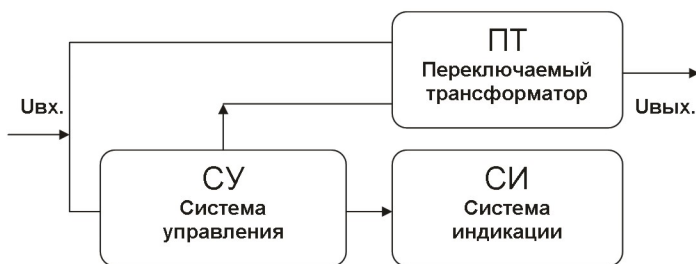 ПТ
Переключаемый
трансформатор
Uвх.
Uвых.
СУ
Система
управления
СИ
Система
индикации